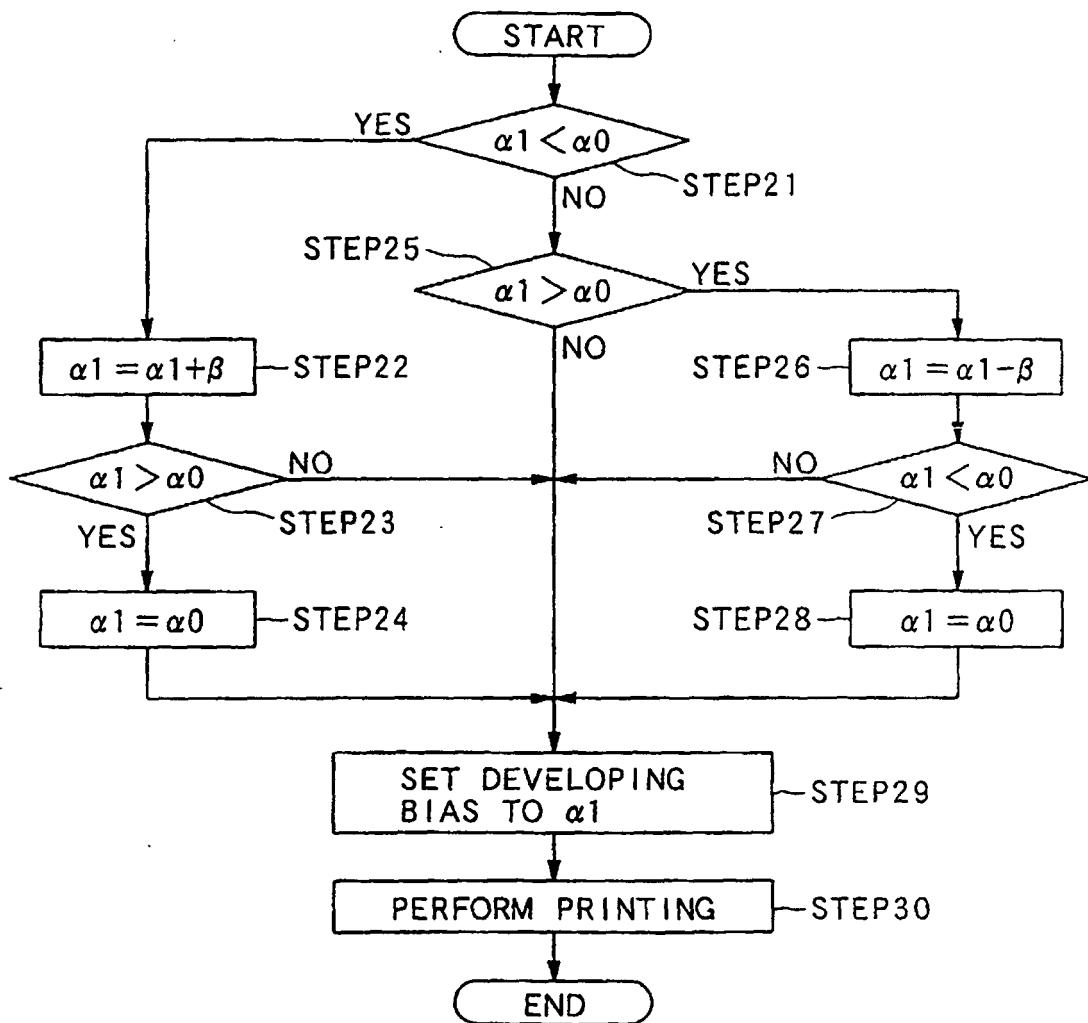 START
YES
α1<α0
STEP21
NO
STEP25
α1>α0
YES
NO
α1=α1+β
STEP22
STEP26
α1=α1-β
α1>α0
NO
STEP23
YES
NO
α1<α0
STEP27
YES
α1=α0
STEP24
STEP28
α1=α0
SET DEVELOPING
BIAS TO α1
STEP29
PERFORM PRINTING
STEP30
END